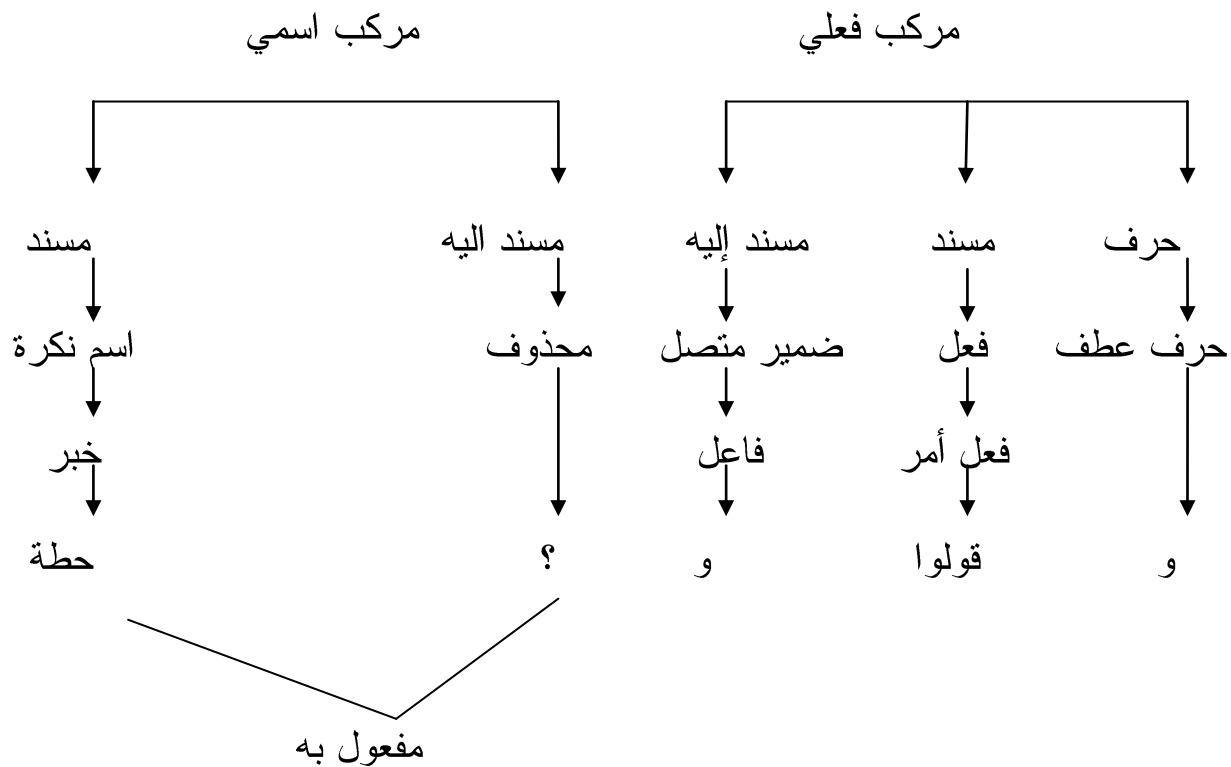 مركب فعلي مركب اسمي
حرف مسند مسند إليه مسند اليه مسند
حرف عطف فعل ضمير متصل محذوف اسم نكرة
فعل أمر فاعل خبر
و قولوا و ؟ حطة
مفعول به